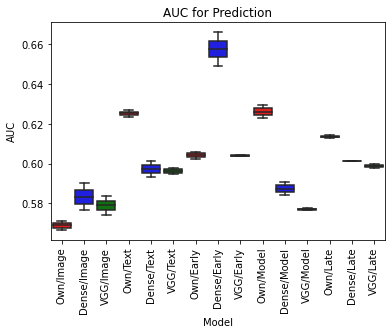 AUC for Prediction
AUC
0.66
0.64
0.62
0.60
0.58
Own/Image
Dense/Image
VGG/Image
Own/Text
Dense/Text
VGG/Text
Own/Early
Dense/Early
VGG/Early
Own/Model
Dense/Model
VGG/Model
Own/Late
Dense/Late
VGG/Late
Model